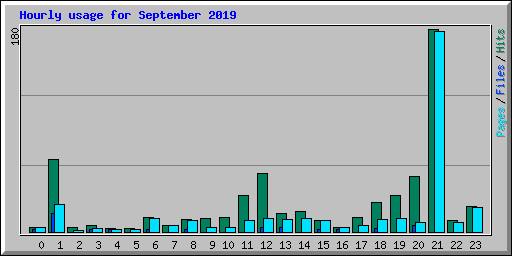 Hourly usage for September 2019
180
Pages/Files/Hits
0 1 2 3 4 5 6 7 8 9 10 11 12 13 14 15 16 17 18 19 20 21 22 23